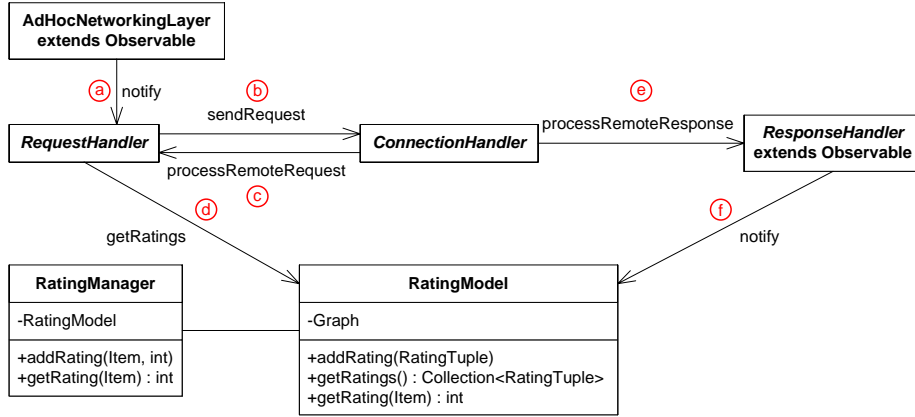 AdHocNetworkingLayer
extends Observable
a
notify
b
sendRequest
e
processRemoteResponse
RequestHandler
ConnectionHandler
ResponseHandler
extends Observable
processRemoteRequest
c
d
getRatings
f
notify
RatingManager
-RatingModel
+addRating(Item, int)
+getRating(Item) : int
RatingModel
-Graph
+addRating(RatingTuple)
+getRatings() : Collection<RatingTuple>
+getRating(Item) : int